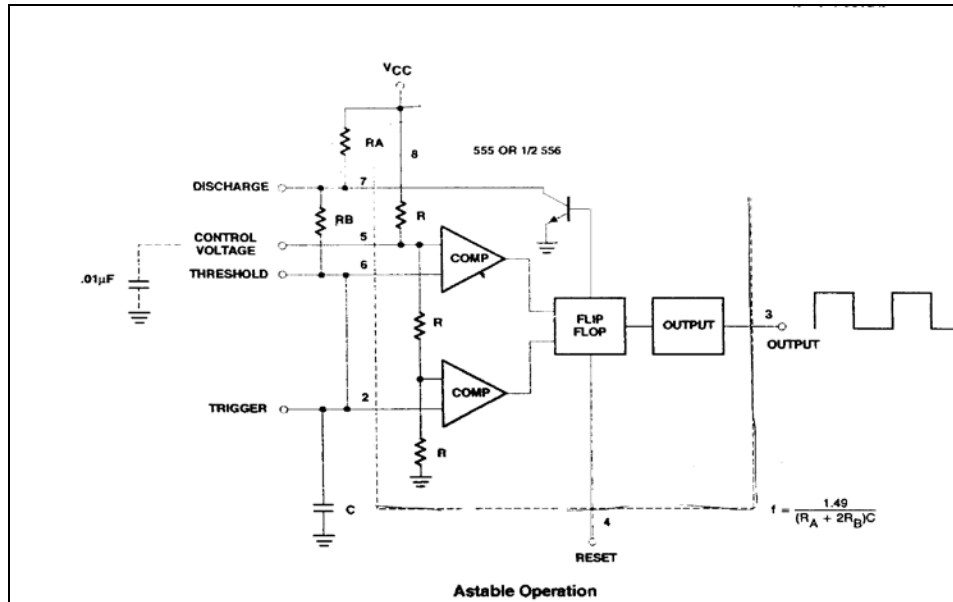 VCC
RA
8
555 OR 1/2 556
DISCHARGE
7
RB
R
CONTROL
VOLTAGE
5
COMP
.01µF
THRESHOLD
6
FLIP
FLOP
OUTPUT
3
OUTPUT
R
COMP
TRIGGER
2
R
C
f = 1.49 / (RA + 2RB)C
4
RESET
Astable Operation